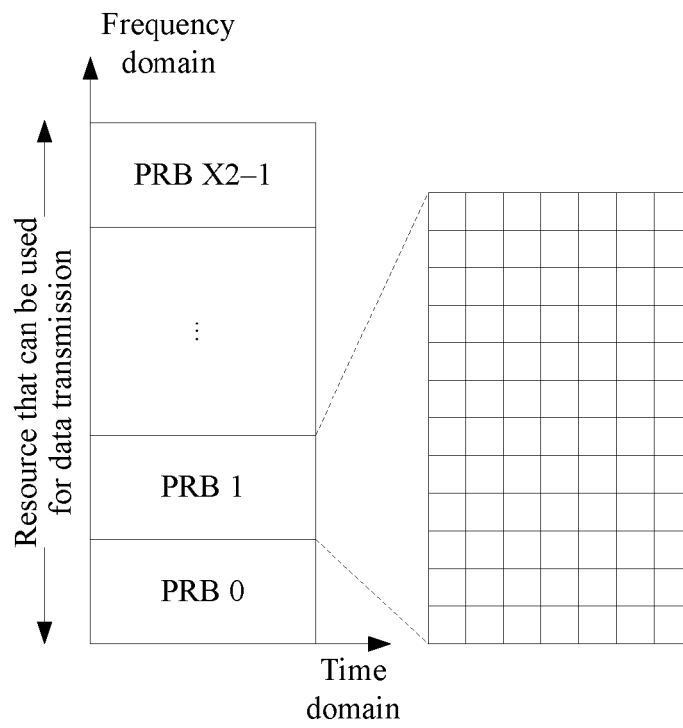 Frequency
domain
PRB X2–1
...
PRB 1
PRB 0
Resource that can be used
for data transmission
Time
domain